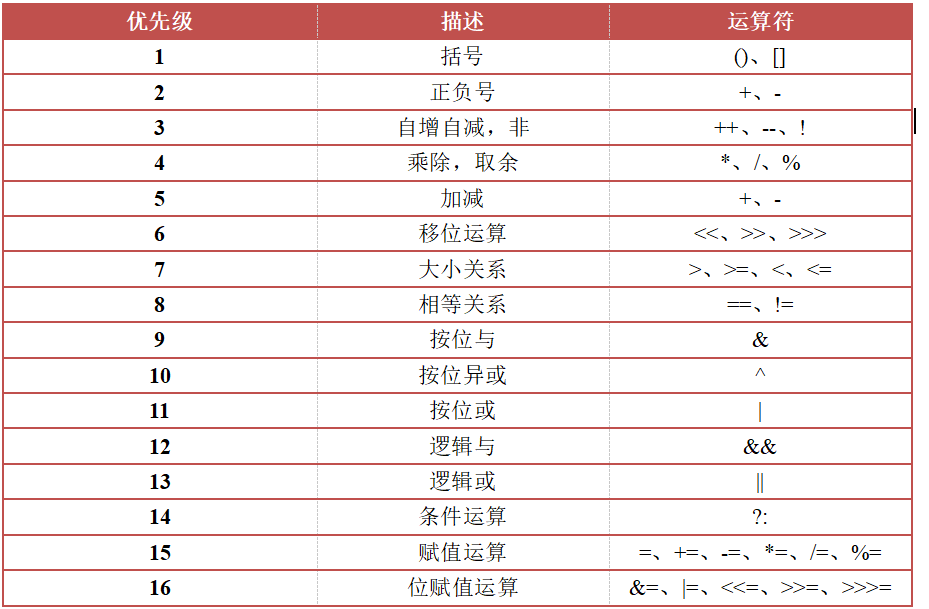 优先级 描述 运算符
1 括号 ()、[]
2 正负号 +、-
3 自增自减，非 ++、--、!
4 乘除，取余 *、/、%
5 加减 +、-
6 移位运算 <<、>>、>>>
7 大小关系 >、>=、<、<=
8 相等关系 ==、!=
9 按位与 &
10 按位异或 ^
11 按位或 |
12 逻辑与 &&
13 逻辑或 ||
14 条件运算 ?:
15 赋值运算 =、+=、-=、*=、/=、%=
16 位赋值运算 &=、|=、<<=、>>=、>>>=